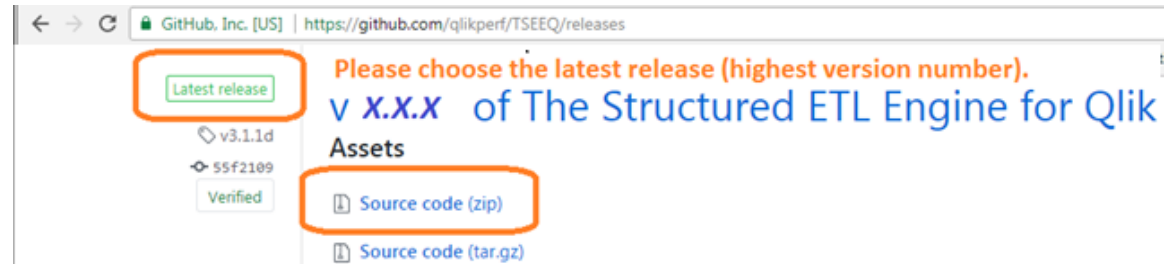 GitHub, Inc. [US] | https://github.com/qlikperf/TSEEQ/releases
Latest release
Please choose the latest release (highest version number).
v X.X.X of The Structured ETL Engine for Qlik
v3.1.1d
Assets
55f2109
Verified
Source code (zip)
Source code (tar.gz)